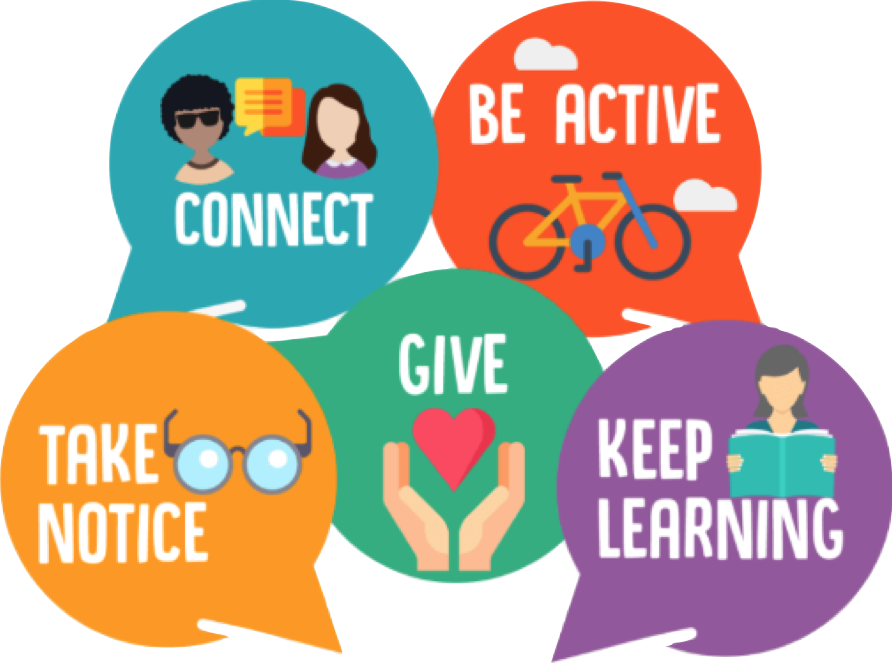 CONNECT
BE ACTIVE
GIVE
TAKE
NOTICE
KEEP
LEARNING